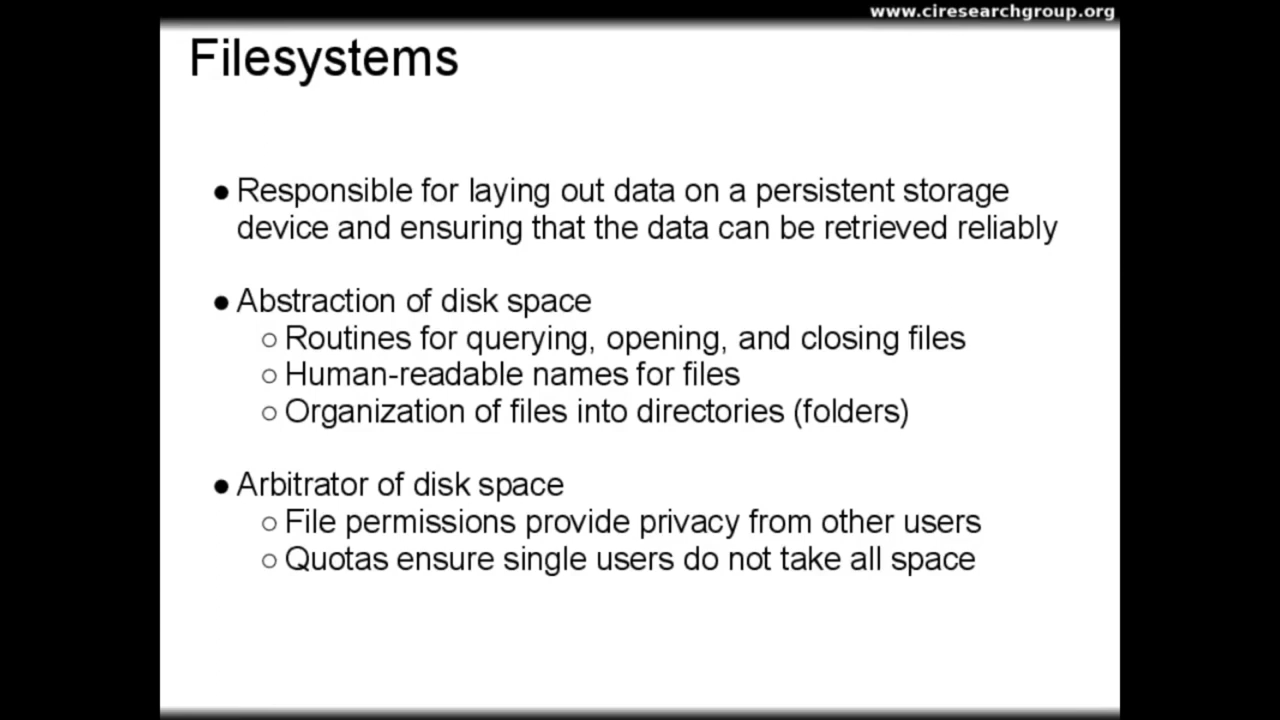 www.ciresearchgroup.org
Filesystems
● Responsible for laying out data on a persistent storage
device and ensuring that the data can be retrieved reliably
● Abstraction of disk space
○ Routines for querying, opening, and closing files
○ Human-readable names for files
○ Organization of files into directories (folders)
● Arbitrator of disk space
○ File permissions provide privacy from other users
○ Quotas ensure single users do not take all space